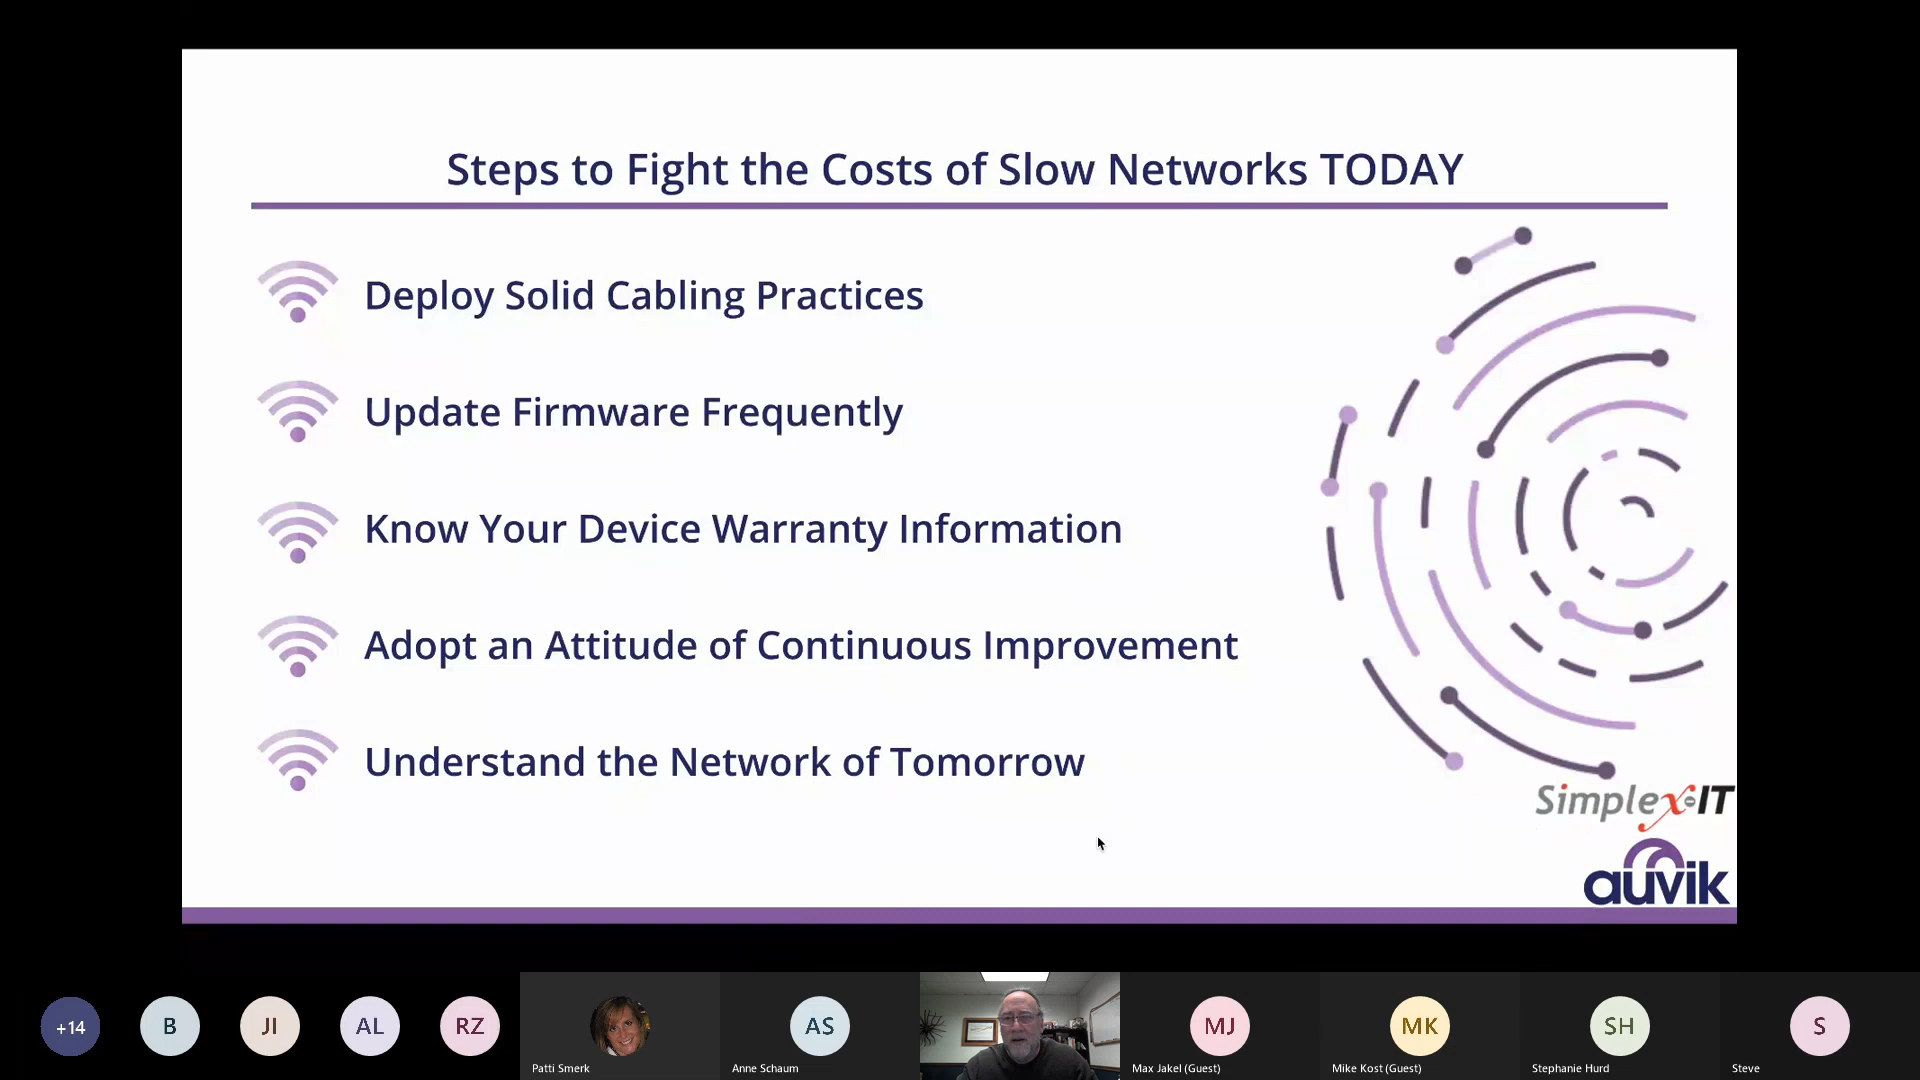 Steps to Fight the Costs of Slow Networks TODAY
Deploy Solid Cabling Practices
Update Firmware Frequently
Know Your Device Warranty Information
Adopt an Attitude of Continuous Improvement
Understand the Network of Tomorrow
Simplex-IT
auvik
+14
B
JI
AL
RZ
AS
MJ
MK
SH
S
Patti Smerk
Anne Schaum
Max Jakel (Guest)
Mike Kost (Guest)
Stephanie Hurd
Steve